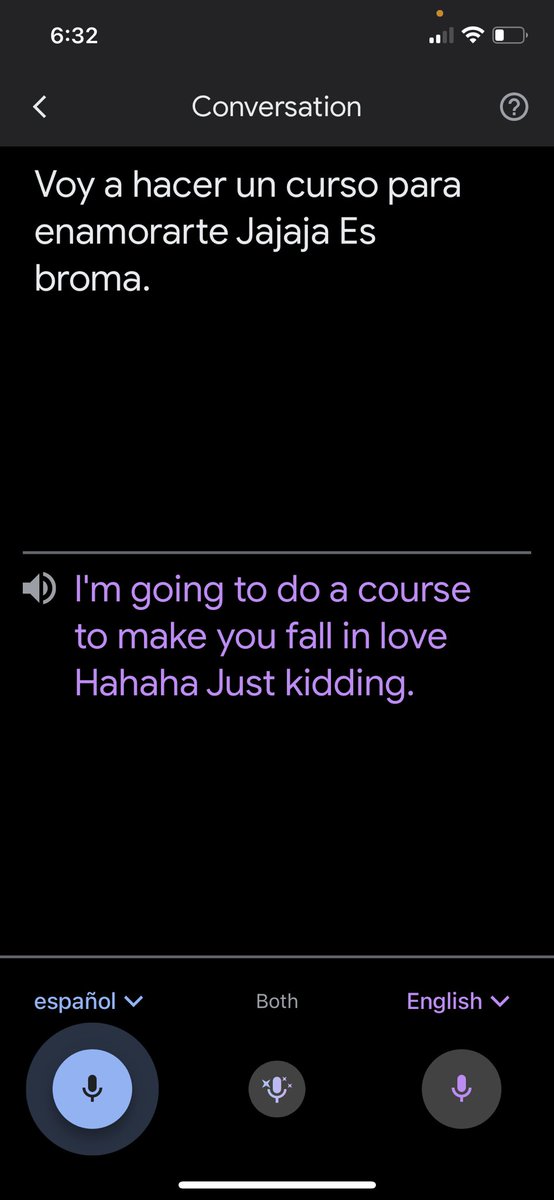 6:32
Conversation
Voy a hacer un curso para
enamorarte Jajaja Es
broma.
I'm going to do a course
to make you fall in love
Hahaha Just kidding.
español
Both
English